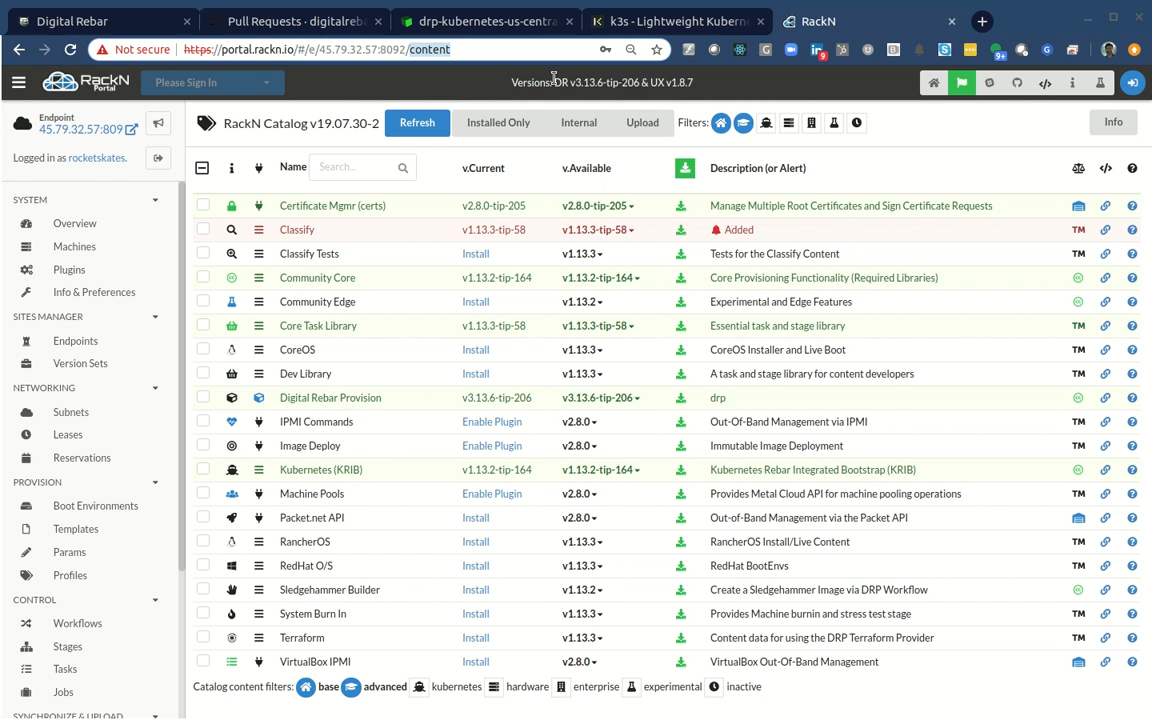 Digital Rebar
Pull Requests · digitalreba
drp-kubernetes-us-centra
k3s - Lightweight Kubern
RackN
Not secure https://portal.rackn.io/#/e/45.79.32.57:8092/content
9
9+
RackN Portal
Please Sign In
Versions: DR v3.13.6-tip-206 & UX v1.8.7
Endpoint
45.79.32.57:809
Logged in as rocketskates.
SYSTEM
Overview
Machines
Plugins
Info & Preferences
SITES MANAGER
Endpoints
Version Sets
NETWORKING
Subnets
Leases
Reservations
PROVISION
Boot Environments
Templates
Params
Profiles
CONTROL
Workflows
Stages
Tasks
Jobs
SYNCHRONIZE & UPLOAD
RackN Catalog v19.07.30-2 Refresh Installed Only Internal Upload Filters: Info
Name Search... v.Current v.Available Description (or Alert)
Certificate Mgmr (certs) v2.8.0-tip-205 v2.8.0-tip-205 Manage Multiple Root Certificates and Sign Certificate Requests
Classify v1.13.3-tip-58 v1.13.3-tip-58 Added TM
Classify Tests Install v1.13.3 Tests for the Classify Content TM
Community Core v1.13.2-tip-164 v1.13.2-tip-164 Core Provisioning Functionality (Required Libraries)
Community Edge Install v1.13.2 Experimental and Edge Features
Core Task Library v1.13.3-tip-58 v1.13.3-tip-58 Essential task and stage library TM
CoreOS Install v1.13.3 CoreOS Installer and Live Boot TM
Dev Library Install v1.13.3 A task and stage library for content developers TM
Digital Rebar Provision v3.13.6-tip-206 v3.13.6-tip-206 drp
IPMI Commands Enable Plugin v2.8.0 Out-Of-Band Management via IPMI TM
Image Deploy Enable Plugin v2.8.0 Immutable Image Deployment TM
Kubernetes (KRIB) v1.13.2-tip-164 v1.13.2-tip-164 Kubernetes Rebar Integrated Bootstrap (KRIB)
Machine Pools Enable Plugin v2.8.0 Provides Metal Cloud API for machine pooling operations TM
Packet.net API Install v2.8.0 Out-of-Band Management via the Packet API
RancherOS Install v1.13.3 RancherOS Install/Live Content TM
RedHat O/S Install v1.13.3 RedHat BootEnvs TM
Sledgehammer Builder Install v1.13.2 Create a Sledgehammer Image via DRP Workflow
System Burn In Install v1.13.3 Provides Machine burnin and stress test stage TM
Terraform Install v1.13.3 Content data for using the DRP Terraform Provider TM
VirtualBox IPMI Install v2.8.0 VirtualBox Out-Of-Band Management
Catalog content filters: base advanced kubernetes hardware enterprise experimental inactive